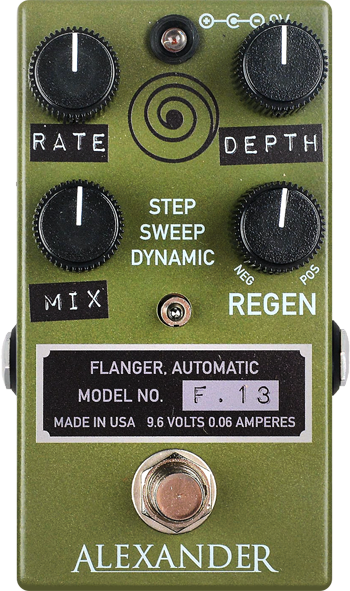 9V
RATE
DEPTH
STEP
SWEEP
DYNAMIC
MIX
NEG
POS
REGEN
FLANGER, AUTOMATIC
MODEL NO. F.13
MADE IN USA 9.6 VOLTS 0.06 AMPERES
ALEXANDER